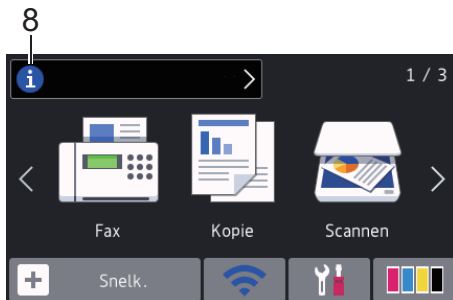 8
i
1 / 3
Fax Kopie Scannen
Snelk.